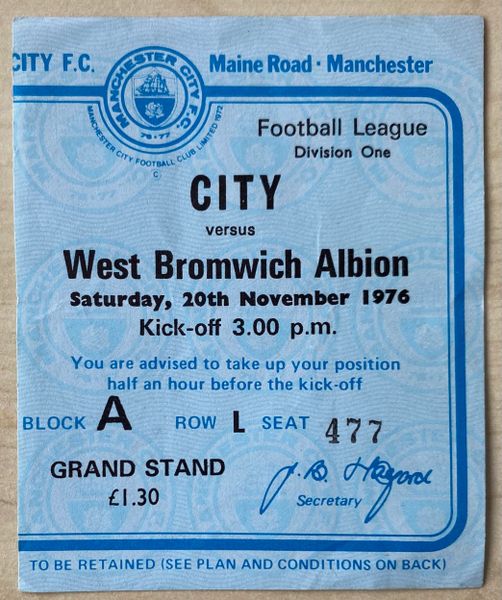 CITY F.C. Maine Road · Manchester
MANCHESTER CITY F.C.
76-77
MANCHESTER CITY FOOTBALL CLUB LIMITED 1972
C
Football League
Division One
CITY
versus
West Bromwich Albion
Saturday, 20th November 1976
Kick-off 3.00 p.m.
You are advised to take up your position
half an hour before the kick-off
BLOCK A ROW L SEAT 477
GRAND STAND
£1.30
Secretary
TO BE RETAINED (SEE PLAN AND CONDITIONS ON BACK)